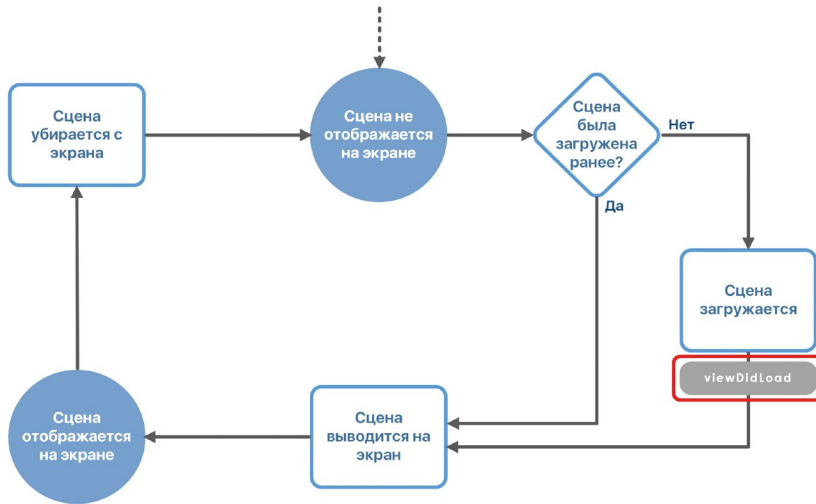 Сцена
убирается с
экрана
Сцена не
отображается
на экране
Сцена
была
загружена
ранее?
Нет
Да
Сцена
загружается
viewDidLoad
Сцена
выводится на
экран
Сцена
отображается
на экране